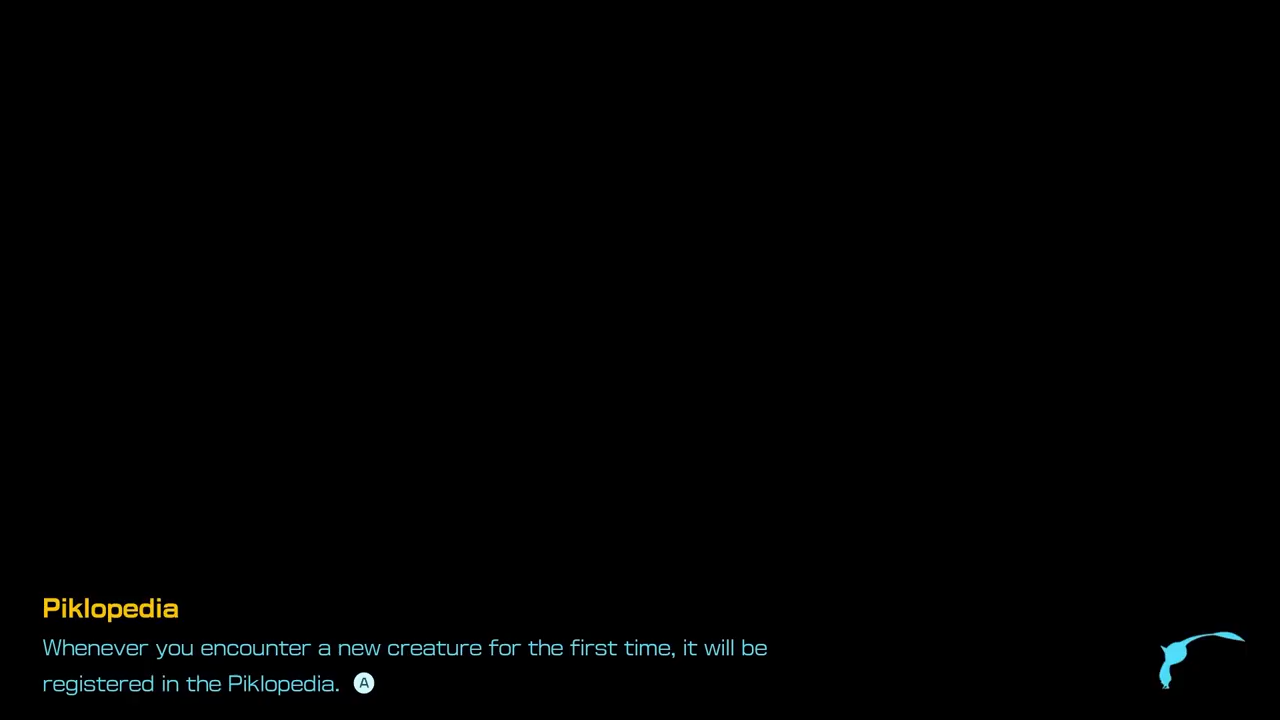 Piklopedia
Whenever you encounter a new creature for the first time, it will be
registered in the Piklopedia. A